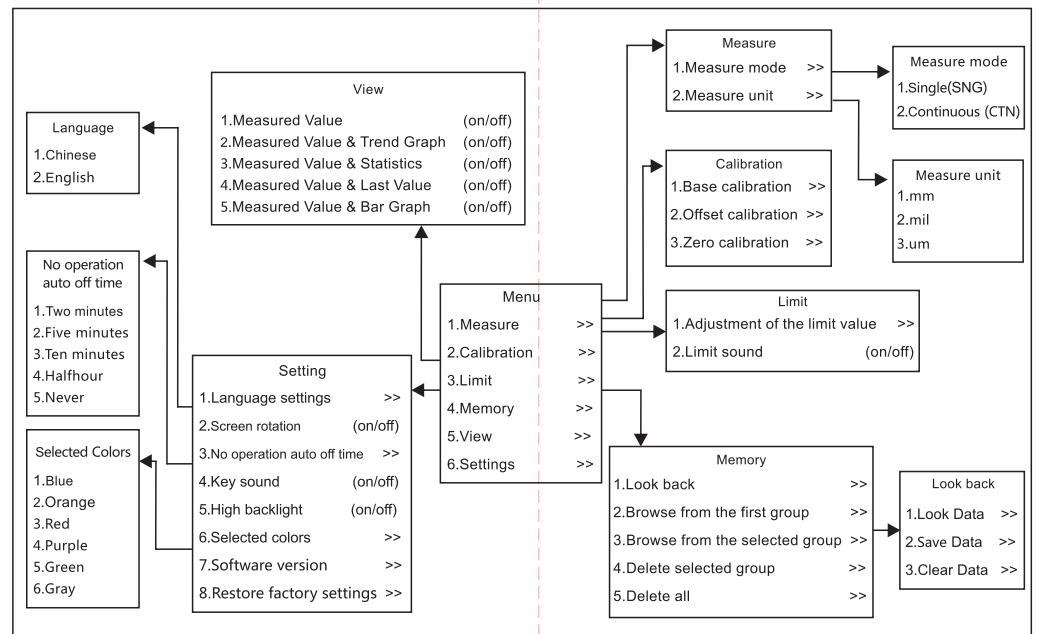 Language
1.Chinese
2.English
No operation
auto off time
1.Two minutes
2.Five minutes
3.Ten minutes
4.Halfhour
5.Never
Selected Colors
1.Blue
2.Orange
3.Red
4.Purple
5.Green
6.Gray
View
1.Measured Value (on/off)
2.Measured Value & Trend Graph (on/off)
3.Measured Value & Statistics (on/off)
4.Measured Value & Last Value (on/off)
5.Measured Value & Bar Graph (on/off)
Setting
1.Language settings >>
2.Screen rotation (on/off)
3.No operation auto off time >>
4.Key sound (on/off)
5.High backlight (on/off)
6.Selected colors >>
7.Software version >>
8.Restore factory settings >>
Menu
1.Measure >>
2.Calibration >>
3.Limit >>
4.Memory >>
5.View >>
6.Settings >>
Measure
1.Measure mode >>
2.Measure unit >>
Measure mode
1.Single(SNG)
2.Continuous (CTN)
Measure unit
1.mm
2.mil
3.um
Calibration
1.Base calibration >>
2.Offset calibration >>
3.Zero calibration >>
Limit
1.Adjustment of the limit value >>
2.Limit sound (on/off)
Memory
1.Look back >>
2.Browse from the first group >>
3.Browse from the selected group >>
4.Delete selected group >>
5.Delete all >>
Look back
1.Look Data >>
2.Save Data >>
3.Clear Data >>